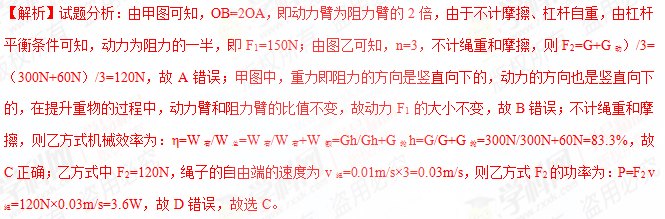 【解析】试题分析：由甲图可知，OB=2OA，即动力臂为阻力臂的 2 倍，由于不计摩擦、杠杆自重，由杠杆
平衡条件可知，动力为阻力的一半，即 F1=150N；由图乙可知，n=3，不计绳重和摩擦，则 F2=G+G动）/3=
（300N+60N）/3=120N，故 A 错误；甲图中，重力即阻力的方向是竖直向下的，动力的方向也是竖直向下
的，在提升重物的过程中，动力臂和阻力臂的比值不变，故动力 F1 的大小不变，故 B 错误；不计绳重和摩
擦，则乙方式机械效率为：η=W有/W总=W有/W有+W额=Gh/Gh+G动h=G/G+G动=300N/300N+60N=83.3%，故
C 正确；乙方式中 F2=120N，绳子的自由端的速度为 v绳=0.01m/s×3=0.03m/s，则乙方式 F2 的功率为：P=F2 v
绳=120N×0.03m/s=3.6W，故 D 错误，故选 C。